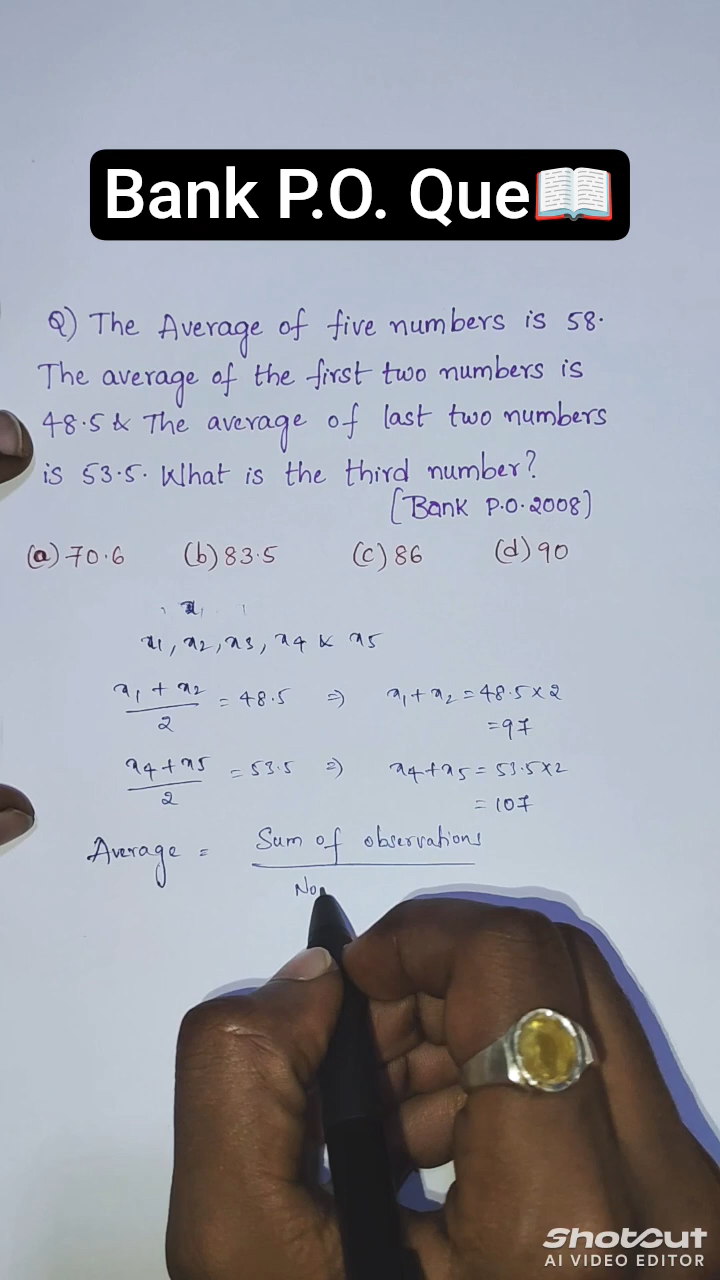 Bank P.O. Que📖
Q) The Average of five numbers is 58.
The average of the first two numbers is
48.5 & The average of last two numbers
is 53.5. What is the third number?
[Bank P.O. 2008]
(a) 70.6 (b) 83.5 (c) 86 (d) 90
x1, x2, x3, x4 & x5
x1 + x2 / 2 = 48.5 ⇒ x1 + x2 = 48.5 × 2
= 97
x4 + x5 / 2 = 53.5 ⇒ x4 + x5 = 53.5 × 2
= 107
Average = Sum of observations
No
ShotCut
AI VIDEO EDITOR